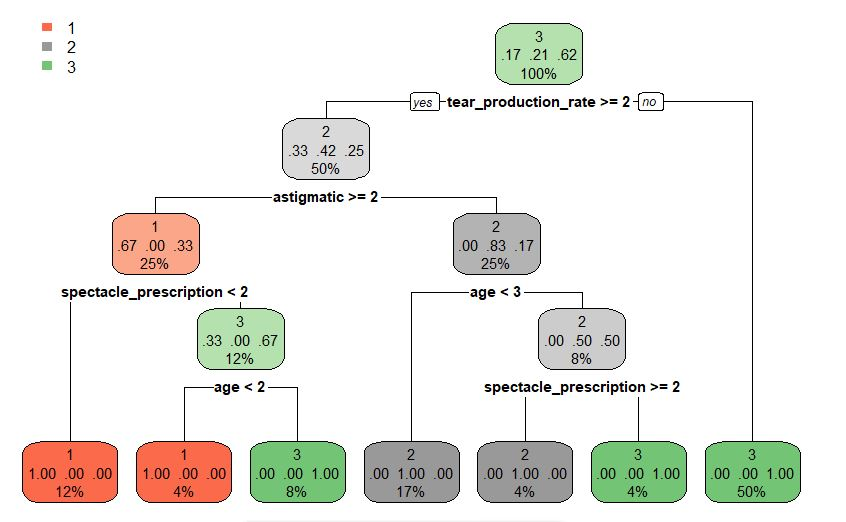 1
2
3
3
.17 .21 .62
100%
yes tear_production_rate >= 2 no
2
.33 .42 .25
50%
astigmatic >= 2
1
.67 .00 .33
25%
2
.00 .83 .17
25%
spectacle_prescription < 2
age < 3
3
.33 .00 .67
12%
2
.00 .50 .50
8%
age < 2
spectacle_prescription >= 2
1
1.00 .00 .00
12%
1
1.00 .00 .00
4%
3
.00 .00 1.00
8%
2
.00 1.00 .00
17%
2
.00 1.00 .00
4%
3
.00 .00 1.00
4%
3
.00 .00 1.00
50%